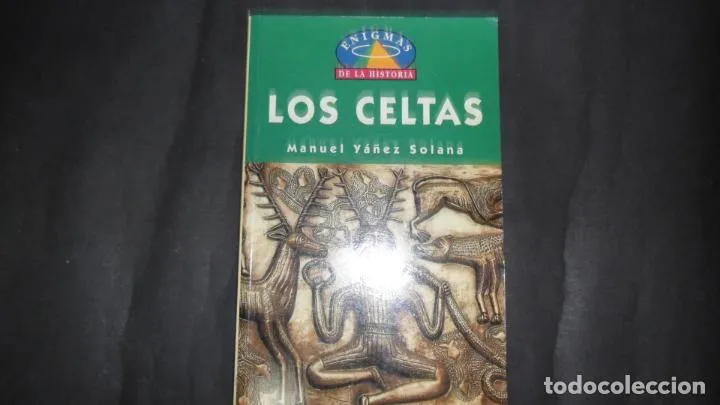 ENIGMAS
DE LA HISTORIA
LOS CELTAS
Manuel Yáñez Solana
todocoleccion